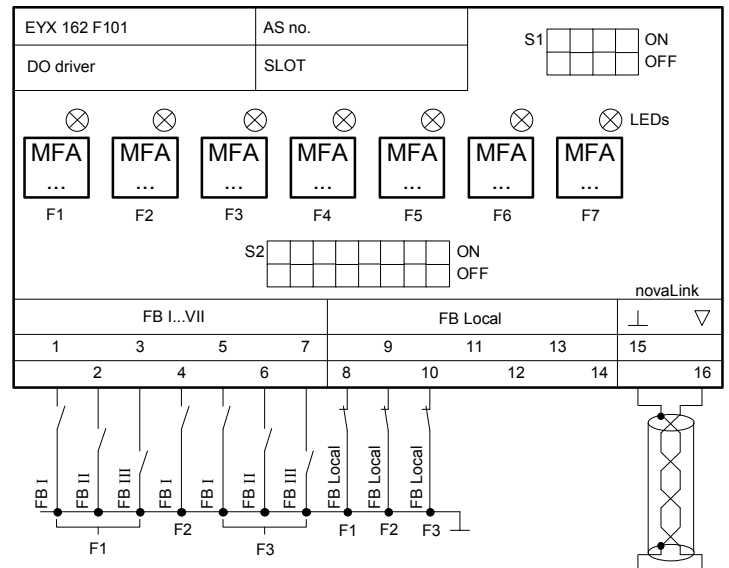 EYX 162 F101 AS no.
S1 ON
OFF
DO driver SLOT
LEDs
MFA MFA MFA MFA MFA MFA MFA
... ... ... ... ... ... ...
F1 F2 F3 F4 F5 F6 F7
S2 ON
OFF
novaLink
FB I...VII FB Local
1 3 5 7 9 11 13 15
2 4 6 8 10 12 14 16
FB I FB II FB III FB I FB I FB II FB III FB Local FB Local FB Local
F1 F2 F3 F1 F2 F3